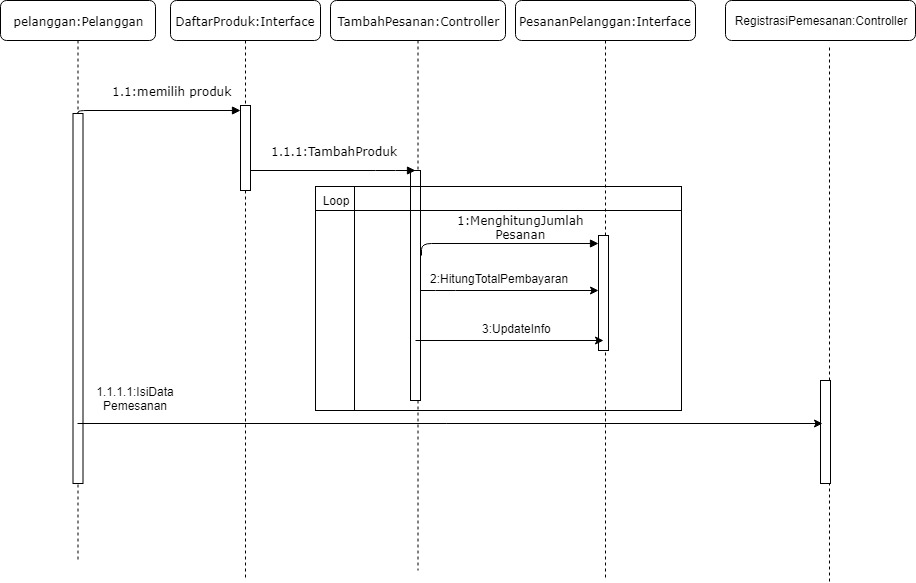 pelanggan:Pelanggan
DaftarProduk:Interface
TambahPesanan:Controller
PesananPelanggan:Interface
RegistrasiPemesanan:Controller
1.1:memilih produk
1.1.1:TambahProduk
Loop
1:MenghitungJumlah
Pesanan
2:HitungTotalPembayaran
3:UpdateInfo
1.1.1.1:IsiData
Pemesanan